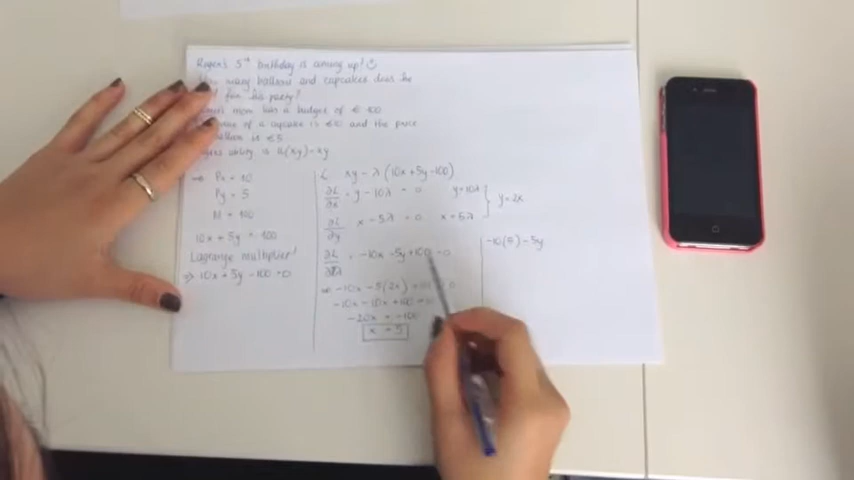 5th birthday is coming up! ☺
many balloons and cupcakes does he
for his party?
mom has a budget of € 100
of a cupcake is €10 and the price
balloon is €5
utility is u(x,y) = xy
⇒ Px = 10
Py = 5
M = 100
10x + 5y = 100
Lagrange multiplier!
⇒ 10x + 5y - 100 = 0
L xy - λ (10x + 5y - 100)
∂L/∂x = y - 10λ = 0 y = 10λ
∂L/∂y x - 5λ = 0 x = 5λ
y = 2x
∂L/∂λ = -10x - 5y + 100 = 0
⇒ -10x - 5(2x) + 100 = 0
-10x - 10x + 100 = 0
-20x = -100
x = 5
-10(5) - 5y